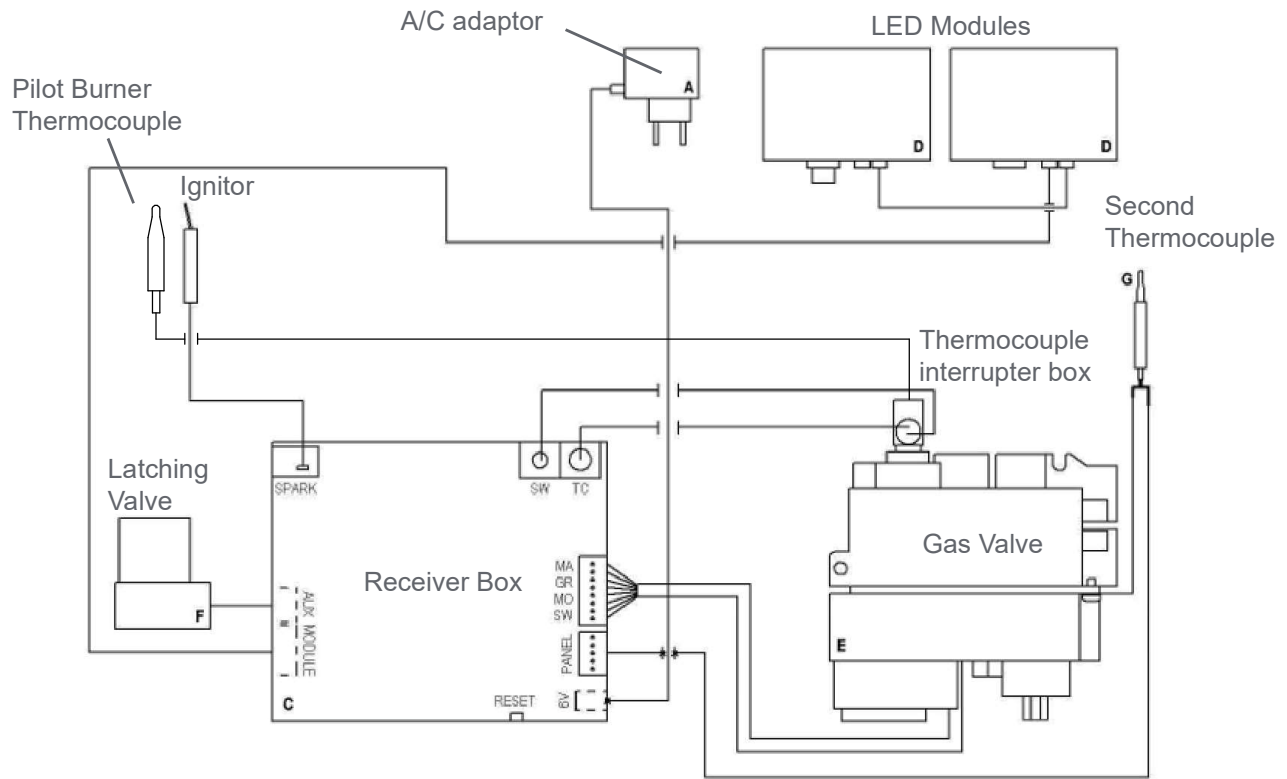 A/C adaptor
LED Modules
A
D
D
Pilot Burner
Thermocouple
Ignitor
Second
Thermocouple
G
Thermocouple
interrupter box
SPARK
SW
TC
Latching
Valve
F
AUX MODULE
Receiver Box
MA
GR
MO
SW
PANEL
6V
RESET
C
Gas Valve
E